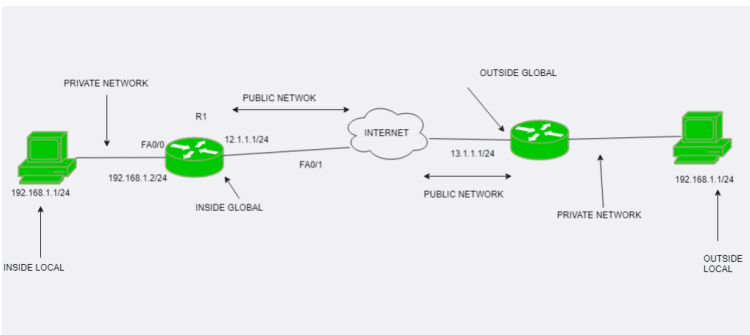 OUTSIDE GLOBAL
PRIVATE NETWORK
PUBLIC NETWOK
R1
INTERNET
FA0/0
12.1.1.1/24
13.1.1.1/24
FA0/1
192.168.1.2/24
192.168.1.1/24
192.168.1.1/24
PUBLIC NETWORK
INSIDE GLOBAL
PRIVATE NETWORK
INSIDE LOCAL
OUTSIDE
LOCAL